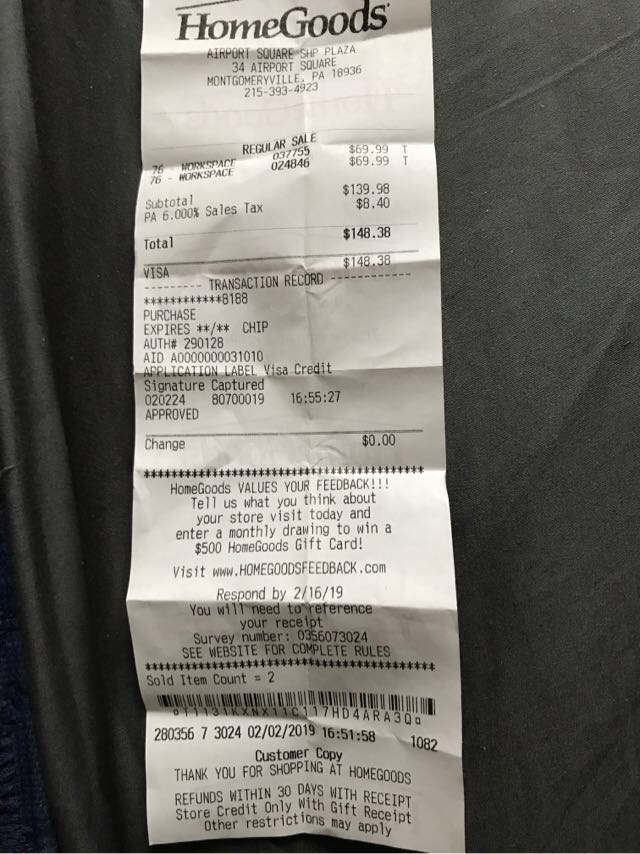 HomeGoods
AIRPORT SQUARE SHP PLAZA
34 AIRPORT SQUARE
MONTGOMERYVILLE, PA 18936
215-393-4923
REGULAR SALE
76 - WORKSPACE 037755 $69.99 T
76 - WORKSPACE 024846 $69.99 T
Subtotal $139.98
PA 6.000% Sales Tax $8.40
Total $148.38
VISA $148.38
--------- TRANSACTION RECORD ------------
************8188
PURCHASE
EXPIRES **/** CHIP
AUTH# 290128
AID A0000000031010
APPLICATION LABEL Visa Credit
Signature Captured
020224 80700019 16:55:27
APPROVED
Change $0.00
******************************************
HomeGoods VALUES YOUR FEEDBACK!!!
Tell us what you think about
your store visit today and
enter a monthly drawing to win a
$500 HomeGoods Gift Card!
Visit www.HOMEGOODSFEEDBACK.com
Respond by 2/16/19
You will need to reference
your receipt
Survey number: 0356073024
SEE WEBSITE FOR COMPLETE RULES
******************************************
Sold Item Count = 2
280356 7 3024 02/02/2019 16:51:58 1082
Customer Copy
THANK YOU FOR SHOPPING AT HOMEGOODS
REFUNDS WITHIN 30 DAYS WITH RECEIPT
Store Credit Only With Gift Receipt
Other restrictions may apply